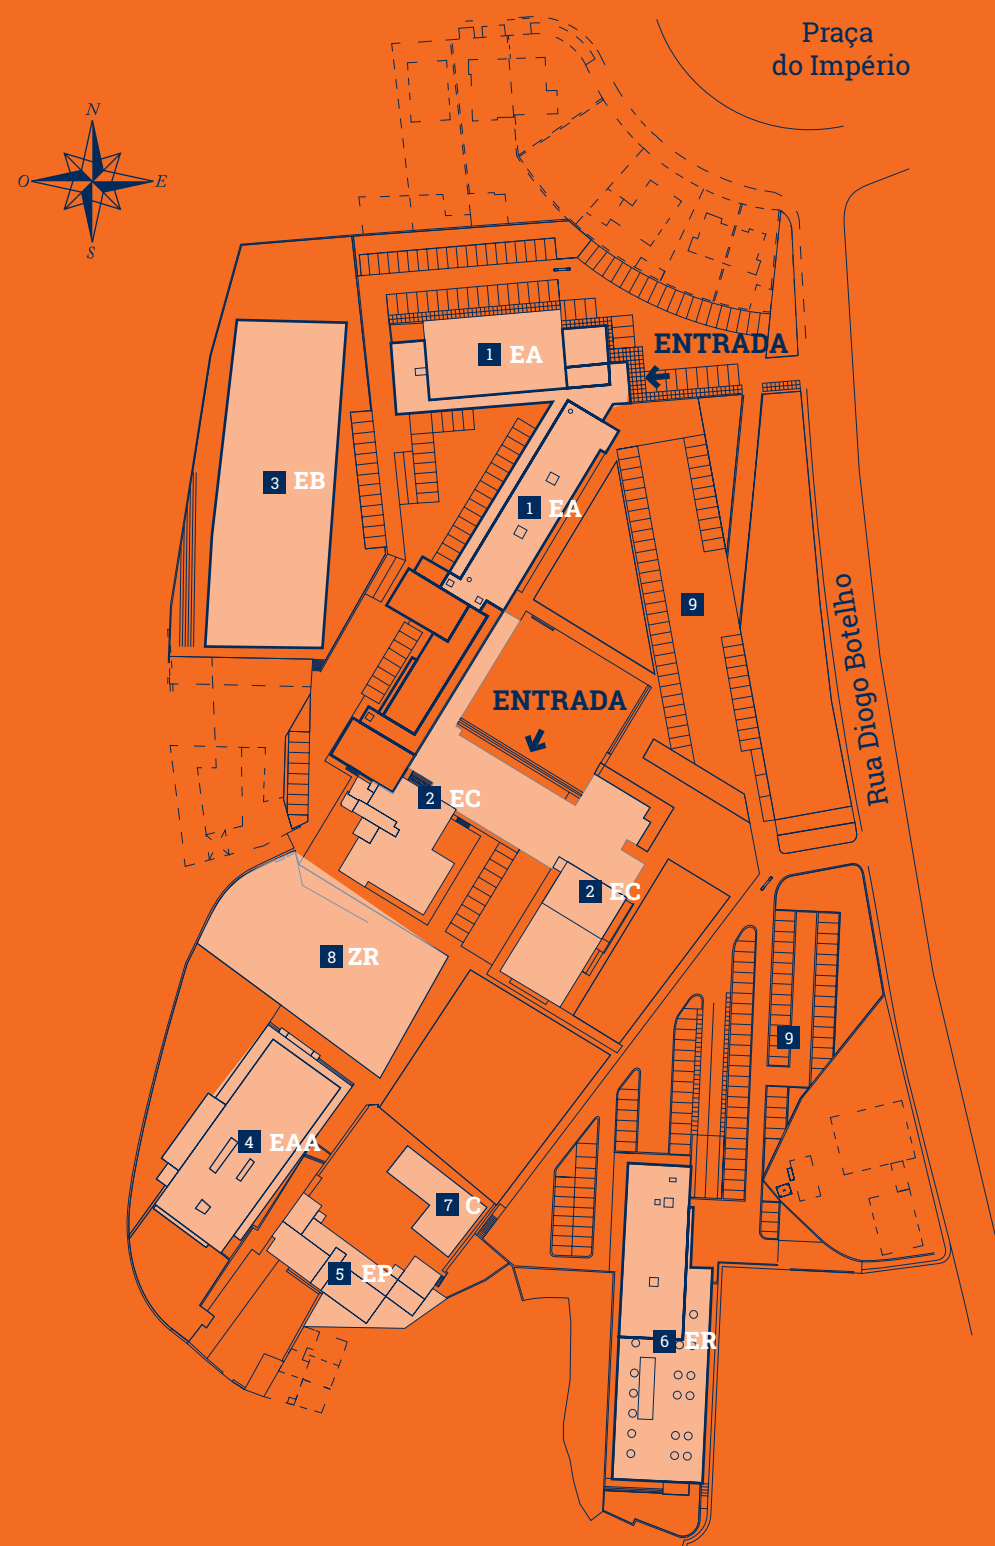 Praça
do Império
N
O
E
S
ENTRADA
1 EA
3 EB
1 EA
9
Rua Diogo Botelho
ENTRADA
2 EC
2 EC
8 ZR
9
4 EAA
7 C
5 EP
6 ER